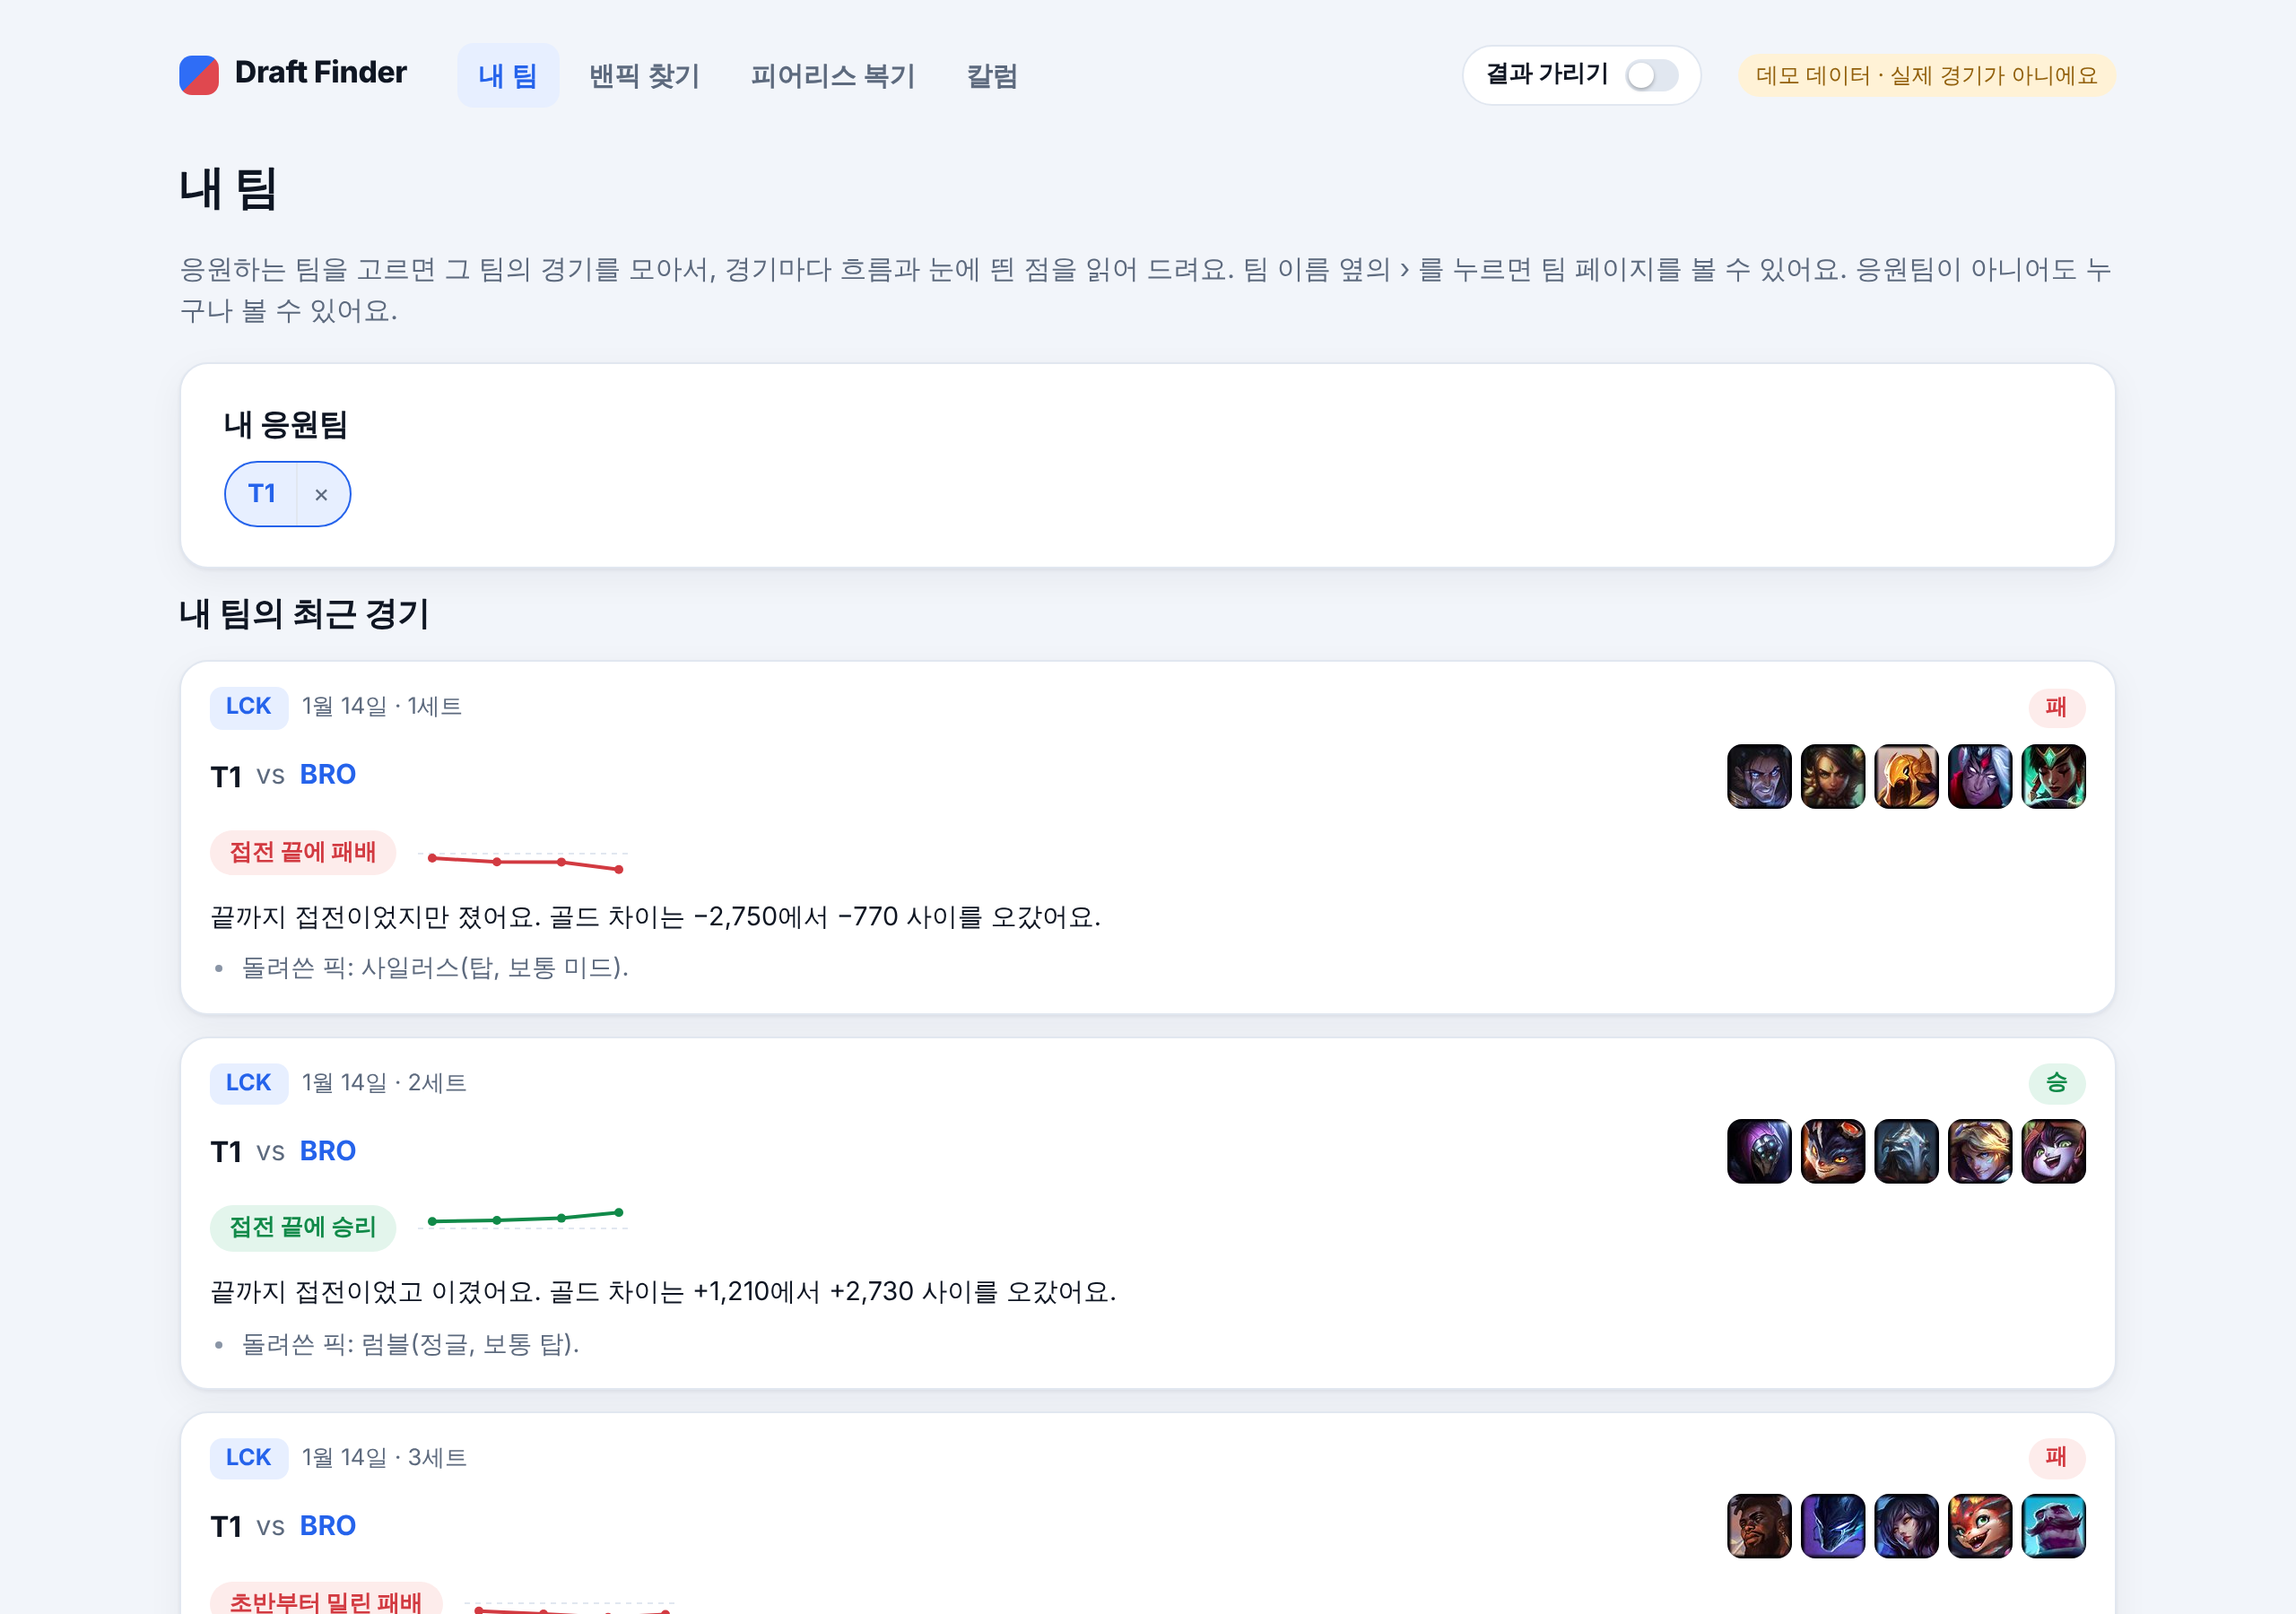 Draft Finder
내 팀
밴픽 찾기
피어리스 복기
칼럼
결과 가리기
데모 데이터 · 실제 경기가 아니에요
내 팀
응원하는 팀을 고르면 그 팀의 경기를 모아서, 경기마다 흐름과 눈에 띈 점을 읽어 드려요. 팀 이름 옆의 › 를 누르면 팀 페이지를 볼 수 있어요. 응원팀이 아니어도 누
구나 볼 수 있어요.
내 응원팀
T1 ×
내 팀의 최근 경기
LCK 1월 14일 · 1세트
패
T1 vs BRO
접전 끝에 패배
끝까지 접전이었지만 졌어요. 골드 차이는 −2,750에서 −770 사이를 오갔어요.
• 돌려쓴 픽: 사일러스(탑, 보통 미드).
LCK 1월 14일 · 2세트
승
T1 vs BRO
접전 끝에 승리
끝까지 접전이었고 이겼어요. 골드 차이는 +1,210에서 +2,730 사이를 오갔어요.
• 돌려쓴 픽: 럼블(정글, 보통 탑).
LCK 1월 14일 · 3세트
패
T1 vs BRO
초반부터 밀린 패배